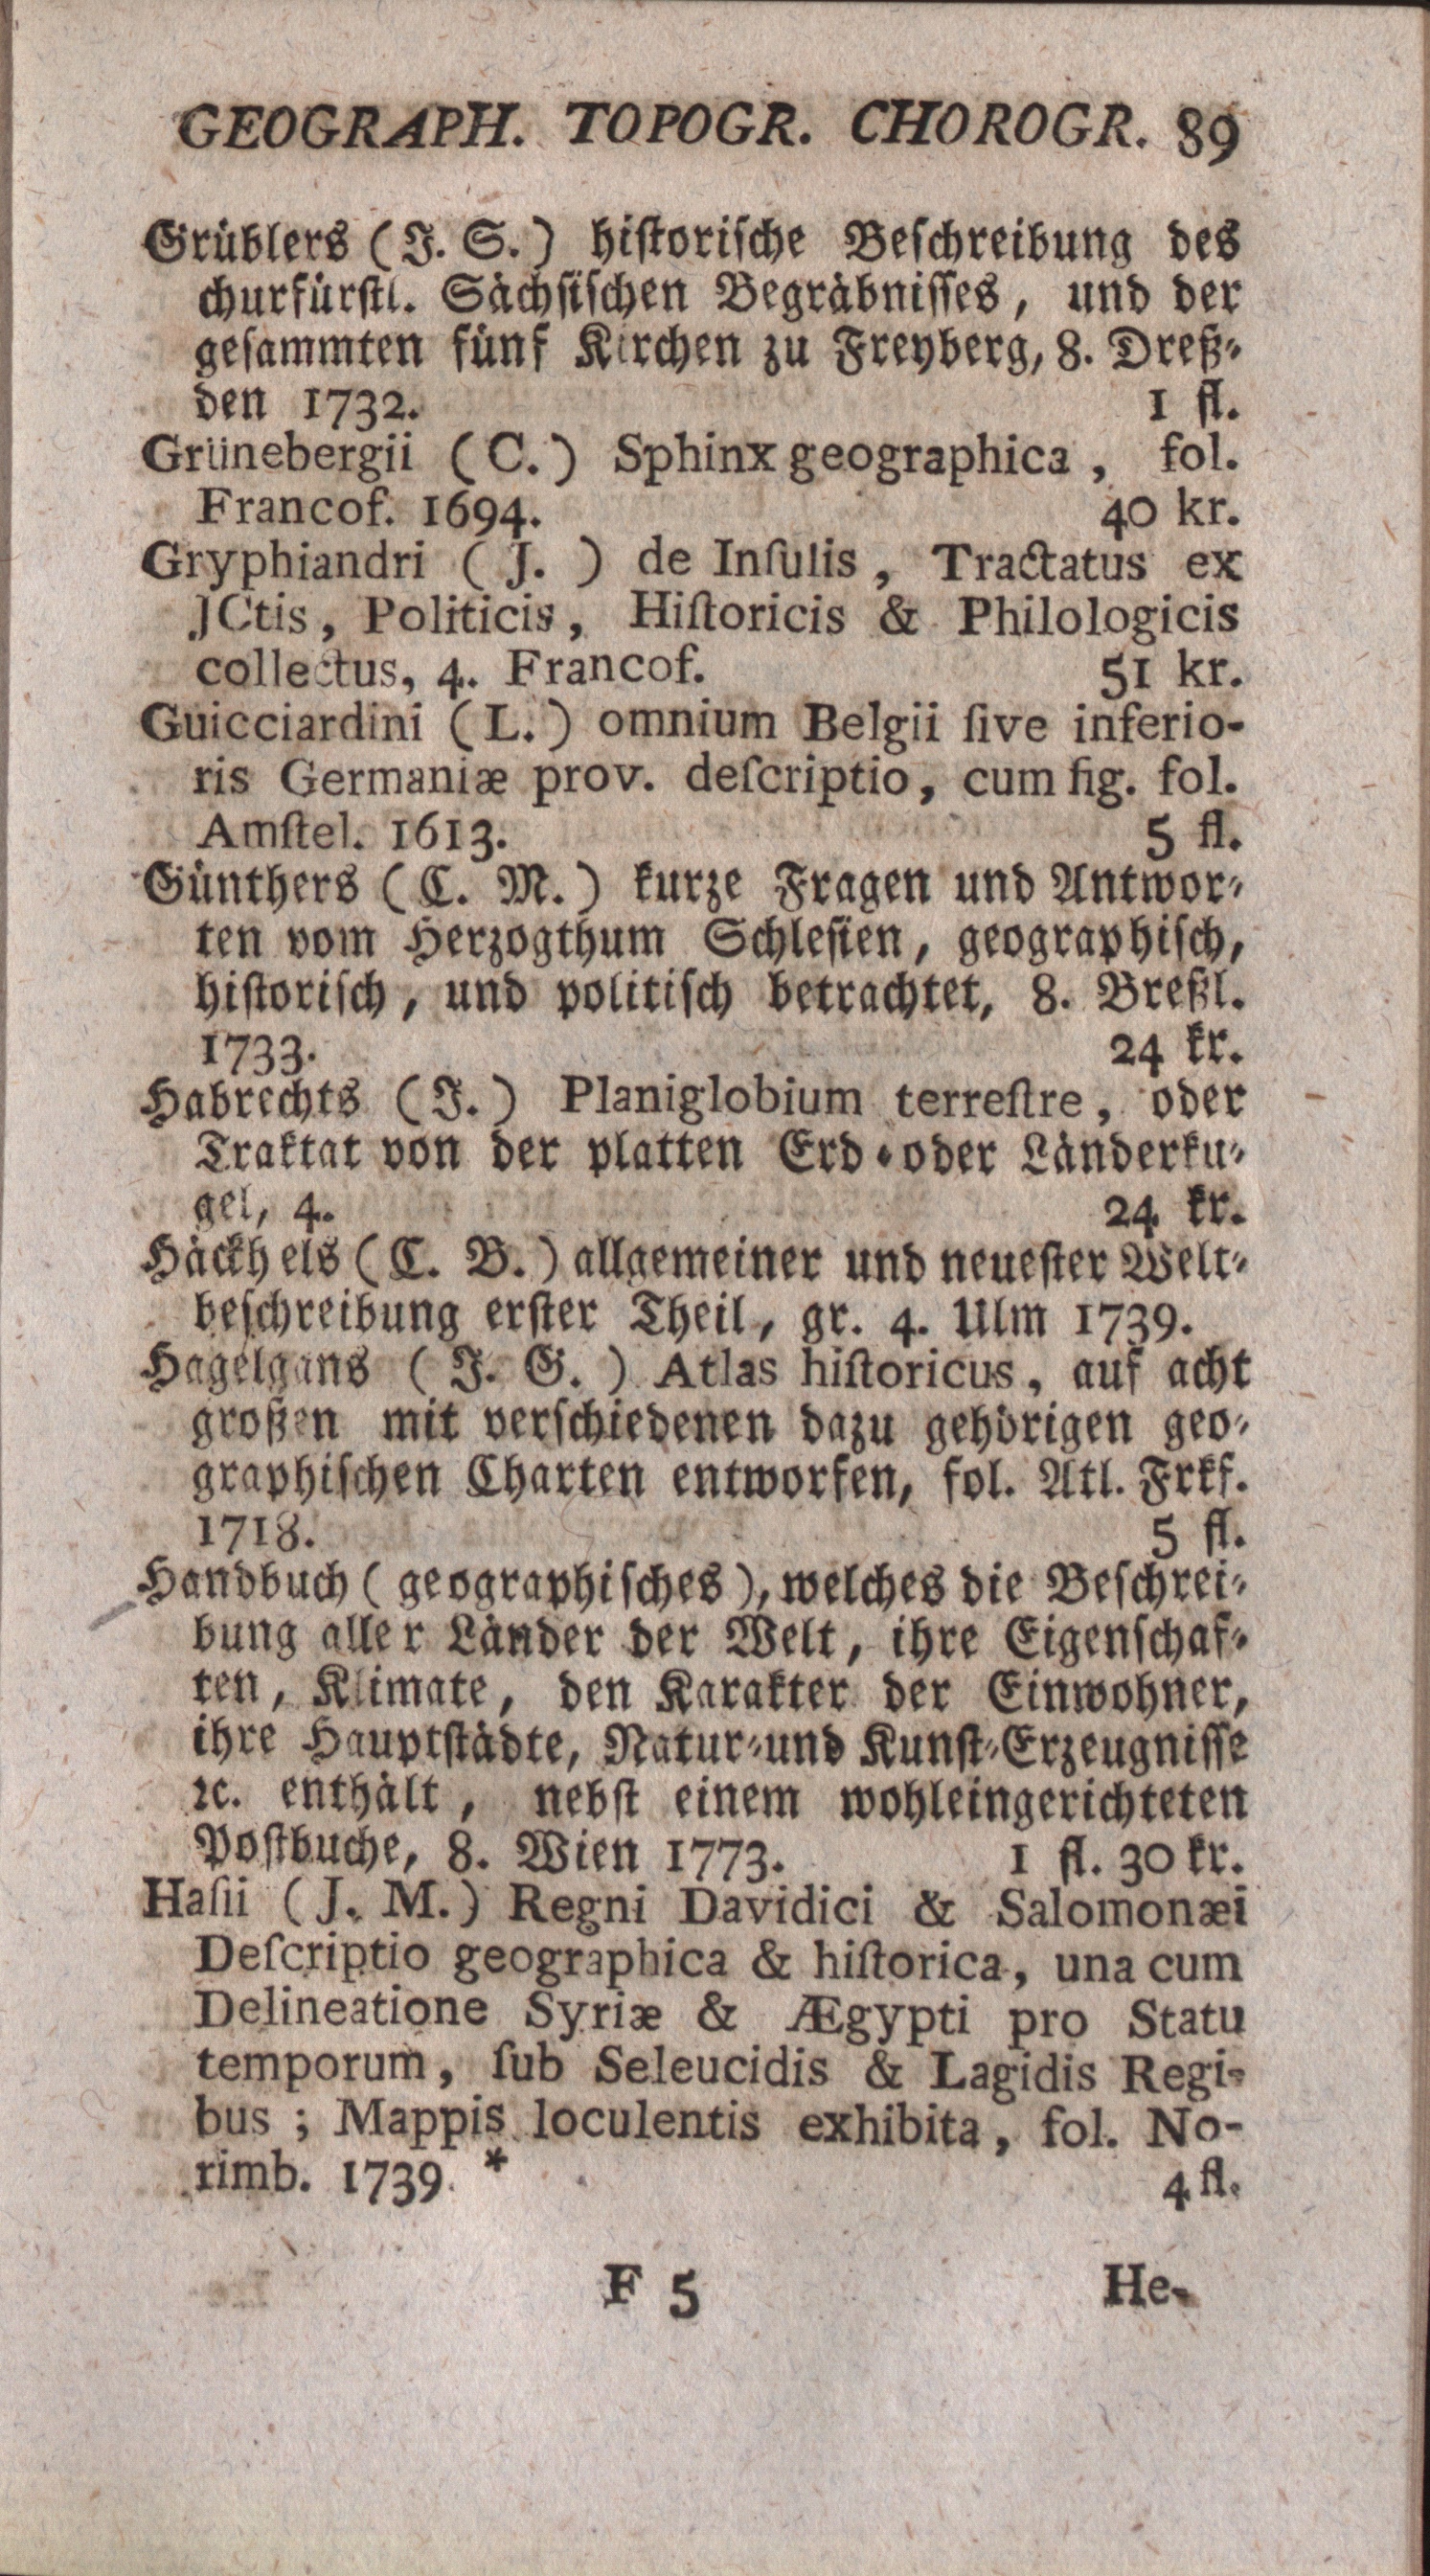 GEOGRAPH. TOPOGR. CHOROGR. 89
Grüblers (J. S.) hiſtoriſche Beſchreibung des
churfürſtl. Sächſiſchen Begräbniſſes, und der
geſammten fünf Kirchen zu Freyberg, 8. Dreß-
den 1732. 1 fl.
Grünebergii (C.) Sphinx geographica, fol.
Francof. 1694. 40 kr.
Gryphiandri (J.) de Inſulis, Tractatus ex
JCtis, Politicis, Hiſtoricis & Philologicis
collectus, 4. Francof. 51 kr.
Guicciardini (L.) omnium Belgii ſive inferio-
ris Germaniæ prov. deſcriptio, cum fig. fol.
Amſtel. 1613. 5 fl.
Günthers (C. M.) kurze Fragen und Antwor-
ten vom Herzogthum Schleſien, geographiſch,
hiſtoriſch, und politiſch betrachtet, 8. Breßl.
1733. 24 kr.
Habrechts (J.) Planiglobium terreſtre, oder
Traktat von der platten Erd-oder Länderku-
gel, 4. 24 kr.
Häckhels (C. B.) allgemeiner und neueſter Welt-
beſchreibung erſter Theil, gr. 4. Ulm 1739.
Hagelgans (J. G.) Atlas hiſtoricus, auf acht
großen mit verſchiedenen dazu gehörigen geo-
graphiſchen Charten entworfen, fol. Atl. Frkf.
1718. 5 fl.
Handbuch (geographiſches), welches die Beſchrei-
bung aller Länder der Welt, ihre Eigenſchaf-
ten, Klimate, den Karakter der Einwohner,
ihre Hauptſtädte, Natur-und Kunſt-Erzeugniſſe
ꝛc. enthält, nebſt einem wohleingerichteten
Poſtbuche, 8. Wien 1773. 1 fl. 30 kr.
Haſii (J. M.) Regni Davidici & Salomonæi
Deſcriptio geographica & hiſtorica, una cum
Delineatione Syriæ & Ægypti pro Statu
temporum, ſub Seleucidis & Lagidis Regi-
bus ; Mappis loculentis exhibita, fol. No-
rimb. 1739. * 4 fl.
F 5 He-